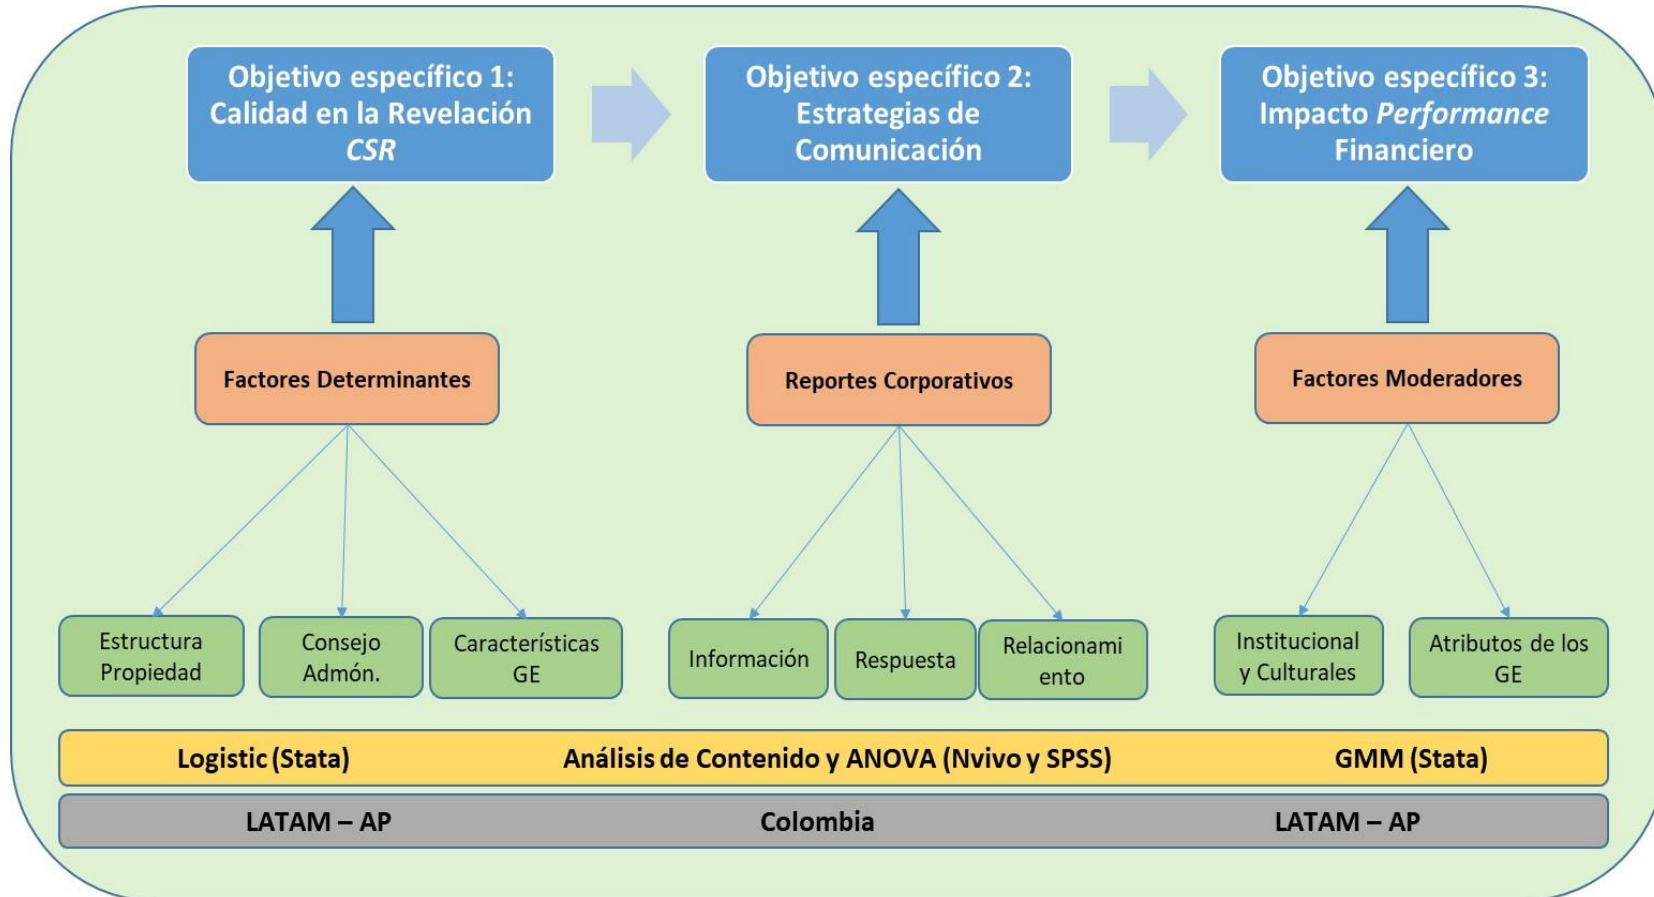 Objetivo específico 1:
Calidad en la Revelación
CSR
Objetivo específico 2:
Estrategias de
Comunicación
Objetivo específico 3:
Impacto Performance
Financiero
Factores Determinantes
Reportes Corporativos
Factores Moderadores
Estructura
Propiedad
Consejo
Admón.
Características
GE
Información
Respuesta
Relacionami
ento
Institucional
y Culturales
Atributos de los
GE
Logistic (Stata)
Análisis de Contenido y ANOVA (Nvivo y SPSS)
GMM (Stata)
LATAM – AP
Colombia
LATAM – AP